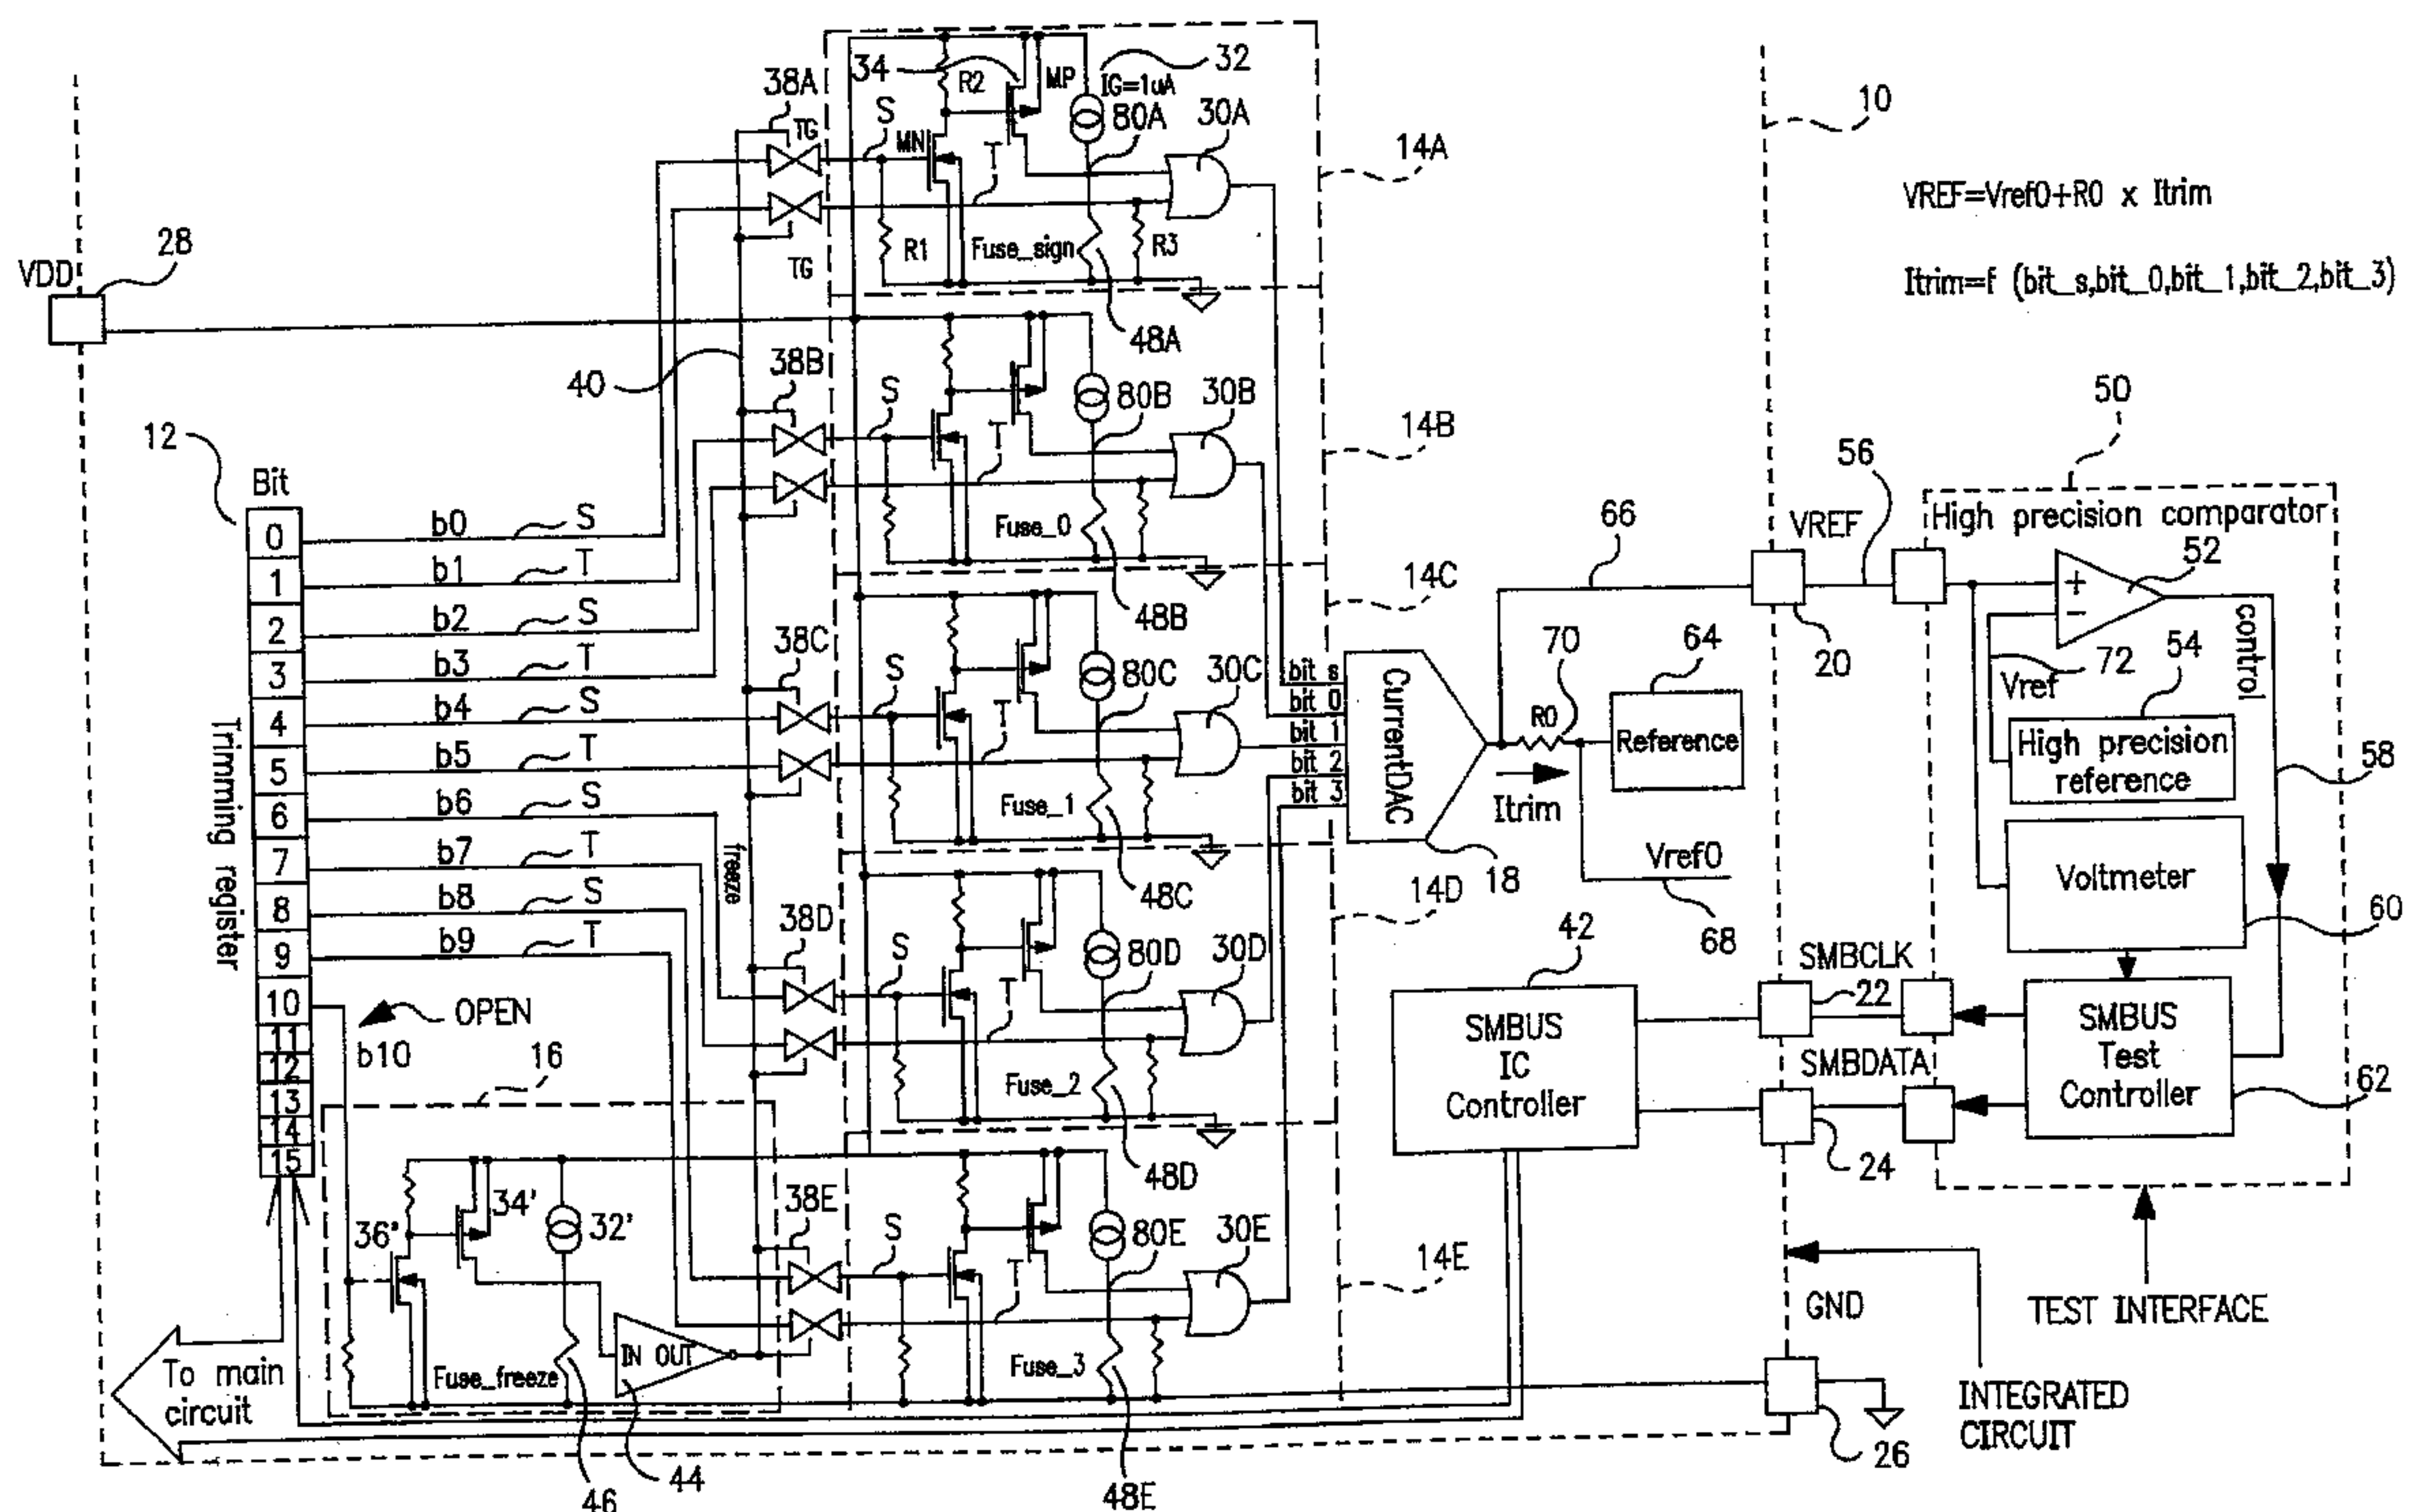 34
R2
MP
IG=1uA
32
38A
TG
S
MN
80A
30A
14A
T
R1
Fuse_sign
R3
TG
10
VREF=Vref0+R0 x Itrim
Itrim=f (bit_s,bit_0,bit_1,bit_2,bit_3)
VDD
28
48A
40
38B
S
80B
30B
14B
T
Fuse_0
48B
12
Bit
0
1
2
3
4
5
6
7
8
9
10
11
12
13
14
15
Trimming register
b0
S
b1
T
b2
S
b3
T
b4
S
b5
T
b6
S
b7
T
b8
S
b9
T
OPEN
b10
16
38C
S
80C
30C
14C
T
Fuse_1
48C
freeze
38D
S
80D
30D
14D
T
Fuse_2
48D
38E
S
80E
30E
14E
T
Fuse_3
48E
36'
34'
32'
IN OUT
Fuse_freeze
46
44
To main
circuit
bit s
bit 0
bit 1
bit 2
bit 3
CurrentDAC
18
66
70
R0
Itrim
64
Reference
Vref0
68
VREF
20
56
50
High precision comparator
52
+
−
72
Vref
54
High precision
reference
control
58
Voltmeter
60
42
SMBUS
IC
Controller
SMBCLK
22
SMBDATA
24
SMBUS
Test
Controller
62
GND
26
TEST INTERFACE
INTEGRATED
CIRCUIT